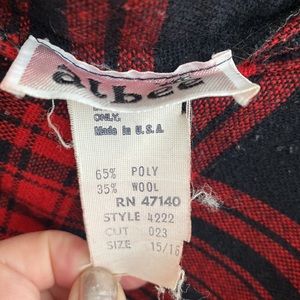 albee
ONLY.
Made in U.S.A.
65% POLY
35% WOOL
RN 47140
STYLE 4222
CUT 023
SIZE 15/16